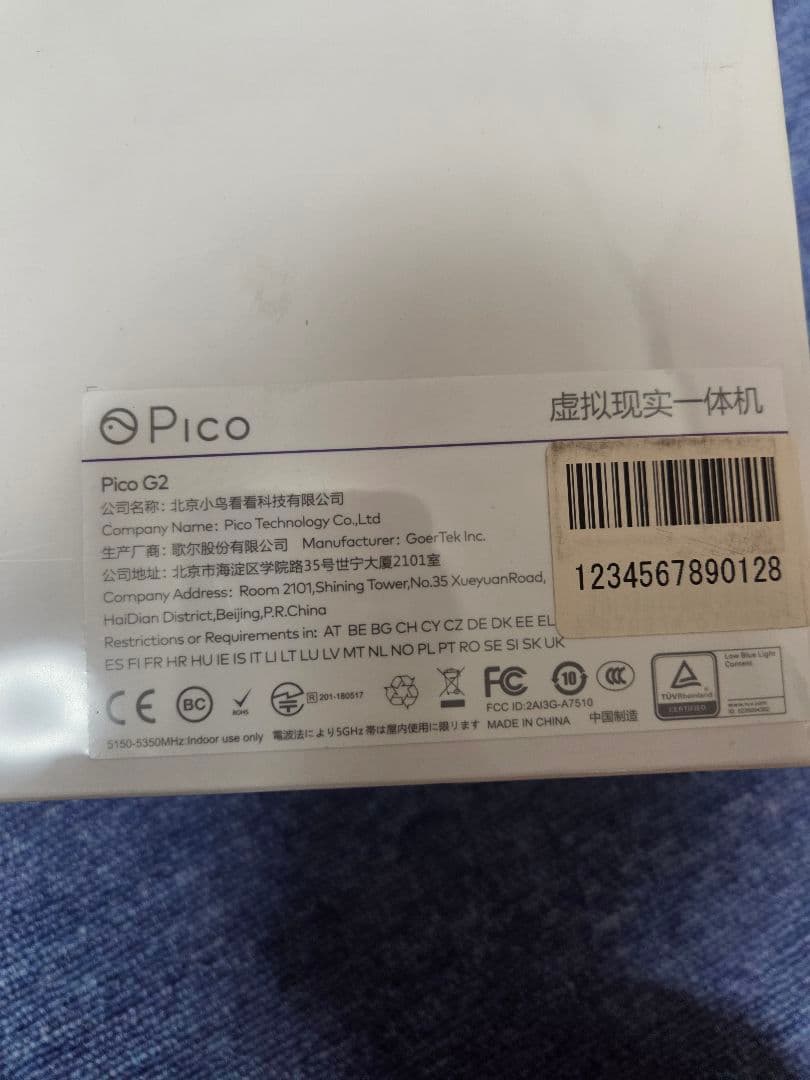 Pico
虚拟现实一体机
Pico G2
公司名称：北京小鸟看看科技有限公司
Company Name: Pico Technology Co.,Ltd
生产厂商：歌尔股份有限公司 Manufacturer: GoerTek Inc.
公司地址：北京市海淀区学院路35号世宁大厦2101室
Company Address: Room 2101,Shining Tower,No.35 XueyuanRoad,
HaiDian District,Beijing,P.R.China
Restrictions or Requirements in: AT BE BG CH CY CZ DE DK EE EL
ES FI FR HR HU IE IS IT LI LT LU LV MT NL NO PL PT RO SE SI SK UK
1234567890128
CE BC ROHS R 201-180517 FC 10 CCC
FCC ID:2AI3G-A7510
TÜVRheinland
CERTIFIED
Low Blue Light
Content
www.tuv.com
5150-5350MHz:Indoor use only 電波法により5GHz 帯は屋内使用に限ります MADE IN CHINA 中国制造